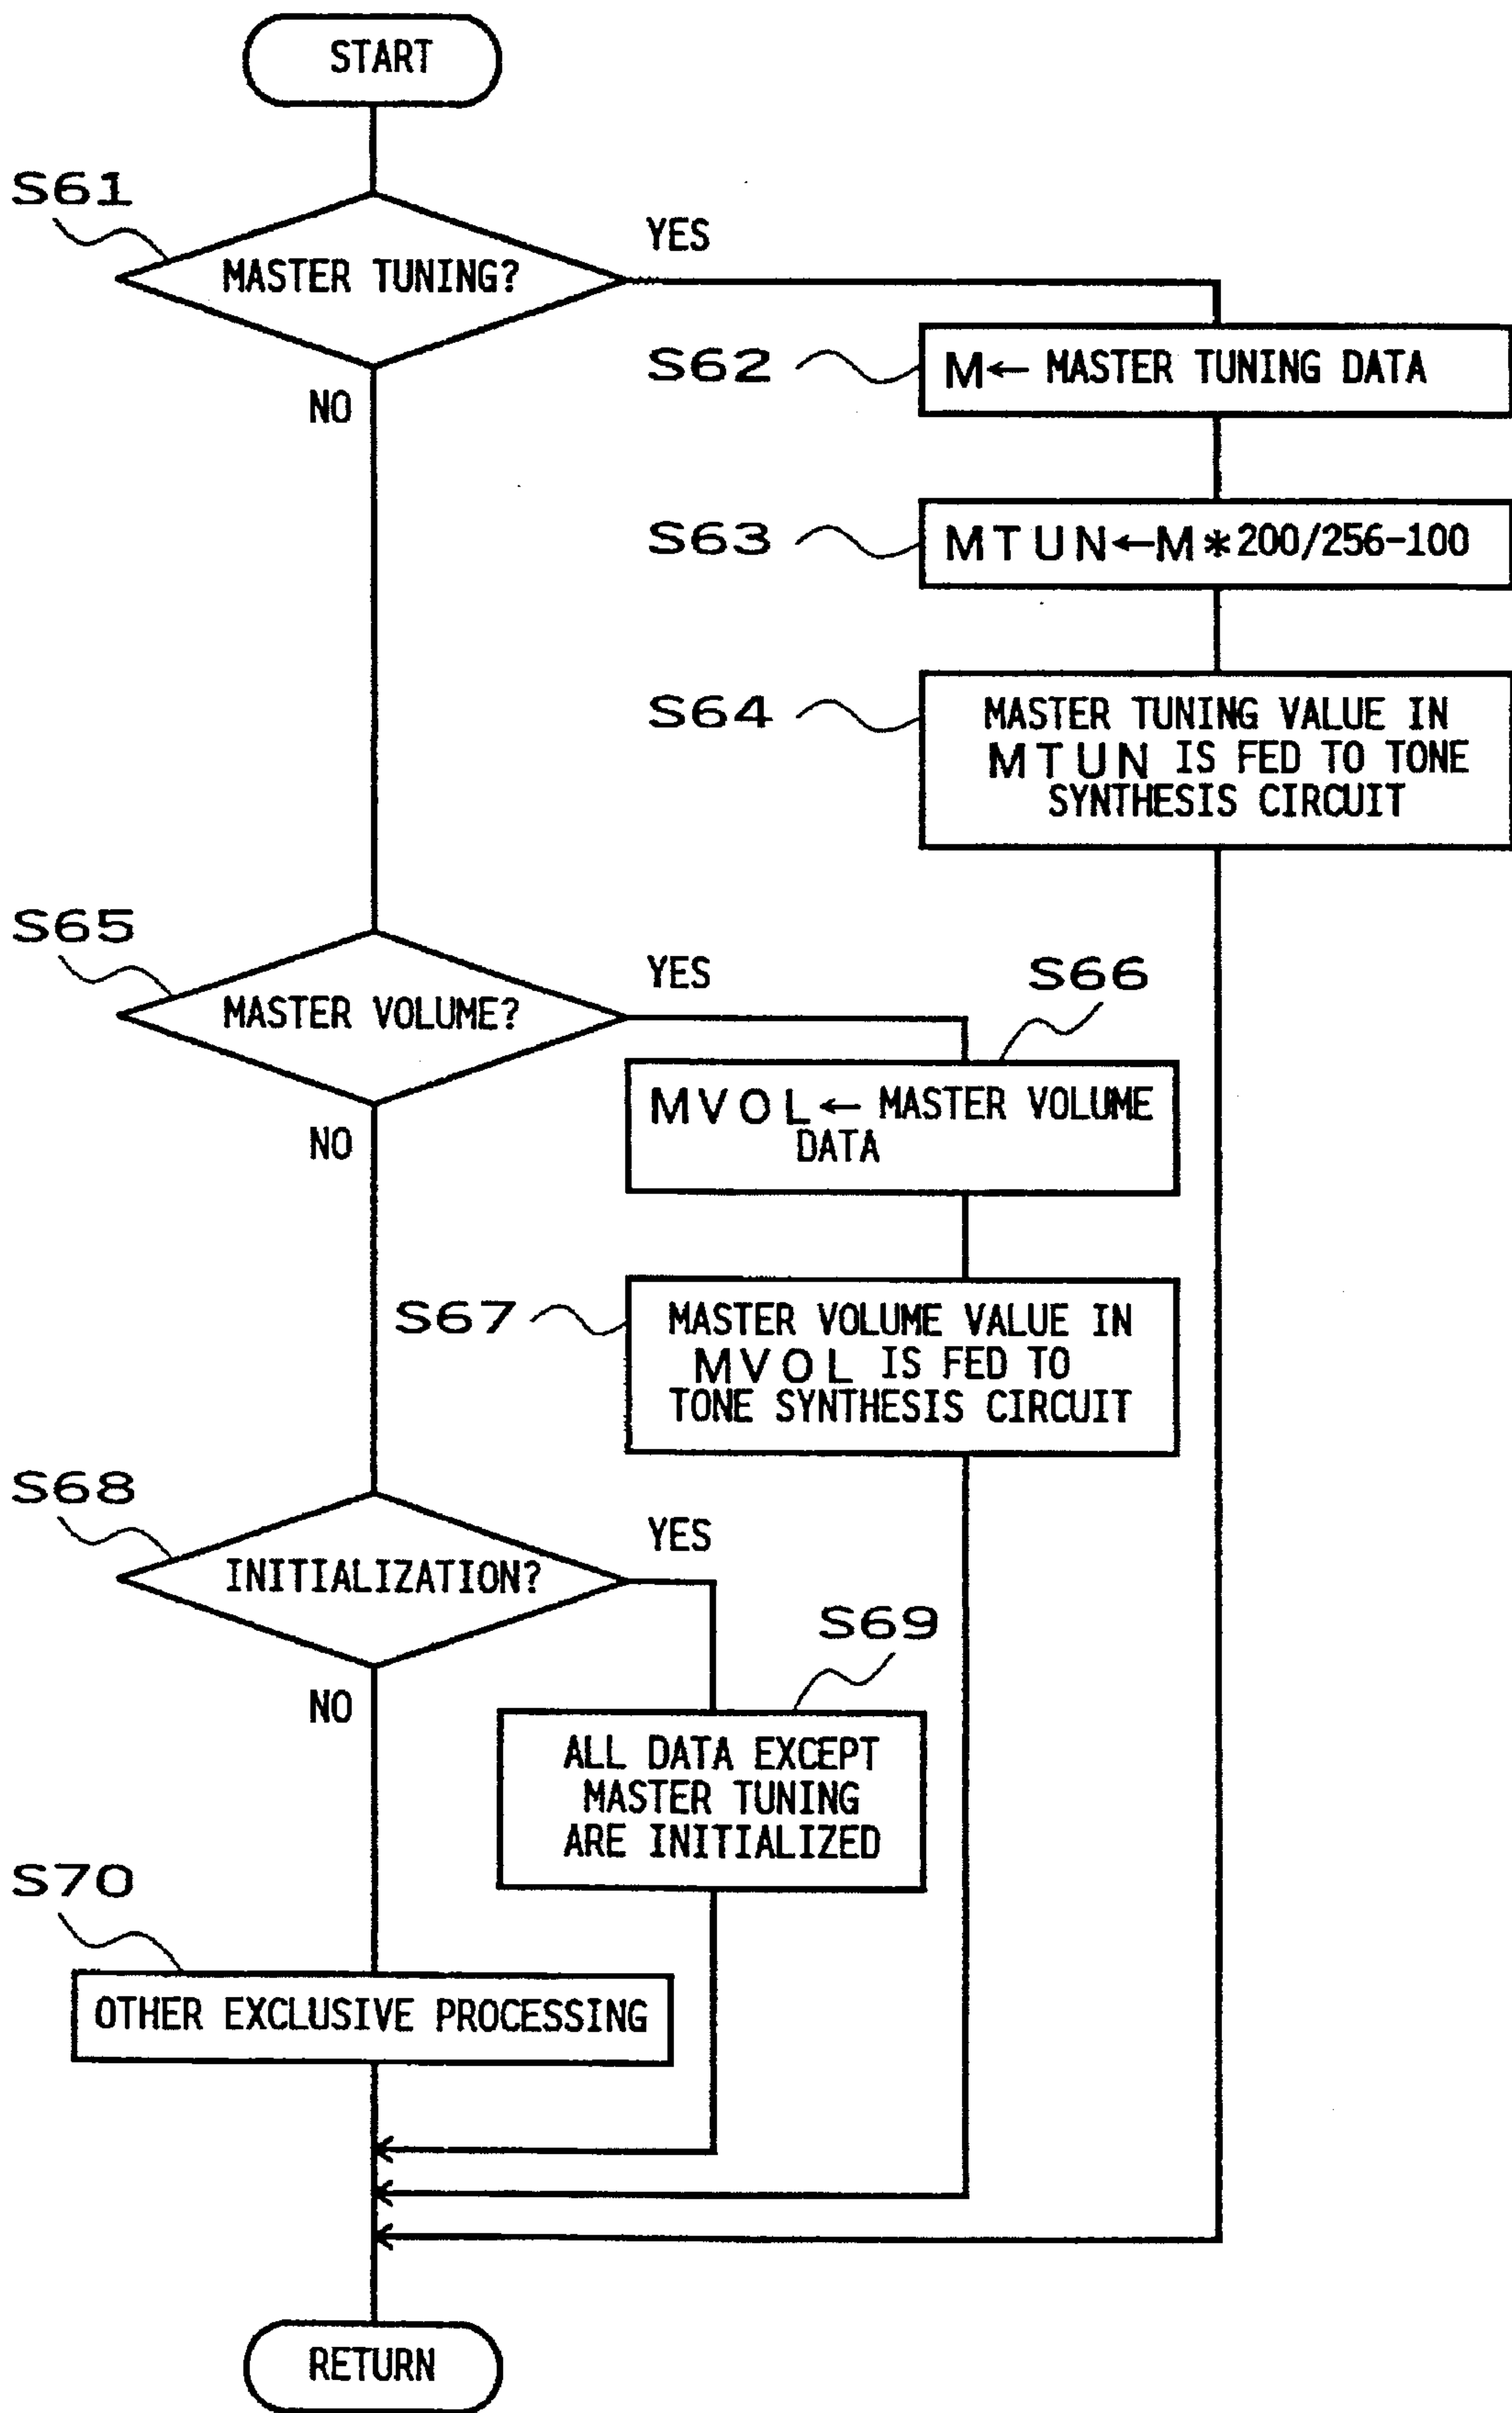 START
S61
MASTER TUNING?
YES
NO
S62
M← MASTER TUNING DATA
S63
MTUN←M*200/256-100
S64
MASTER TUNING VALUE IN
MTUN IS FED TO TONE
SYNTHESIS CIRCUIT
S65
MASTER VOLUME?
YES
NO
S66
MVOL← MASTER VOLUME
DATA
S67
MASTER VOLUME VALUE IN
MVOL IS FED TO
TONE SYNTHESIS CIRCUIT
S68
INITIALIZATION?
YES
NO
S69
ALL DATA EXCEPT
MASTER TUNING
ARE INITIALIZED
S70
OTHER EXCLUSIVE PROCESSING
RETURN